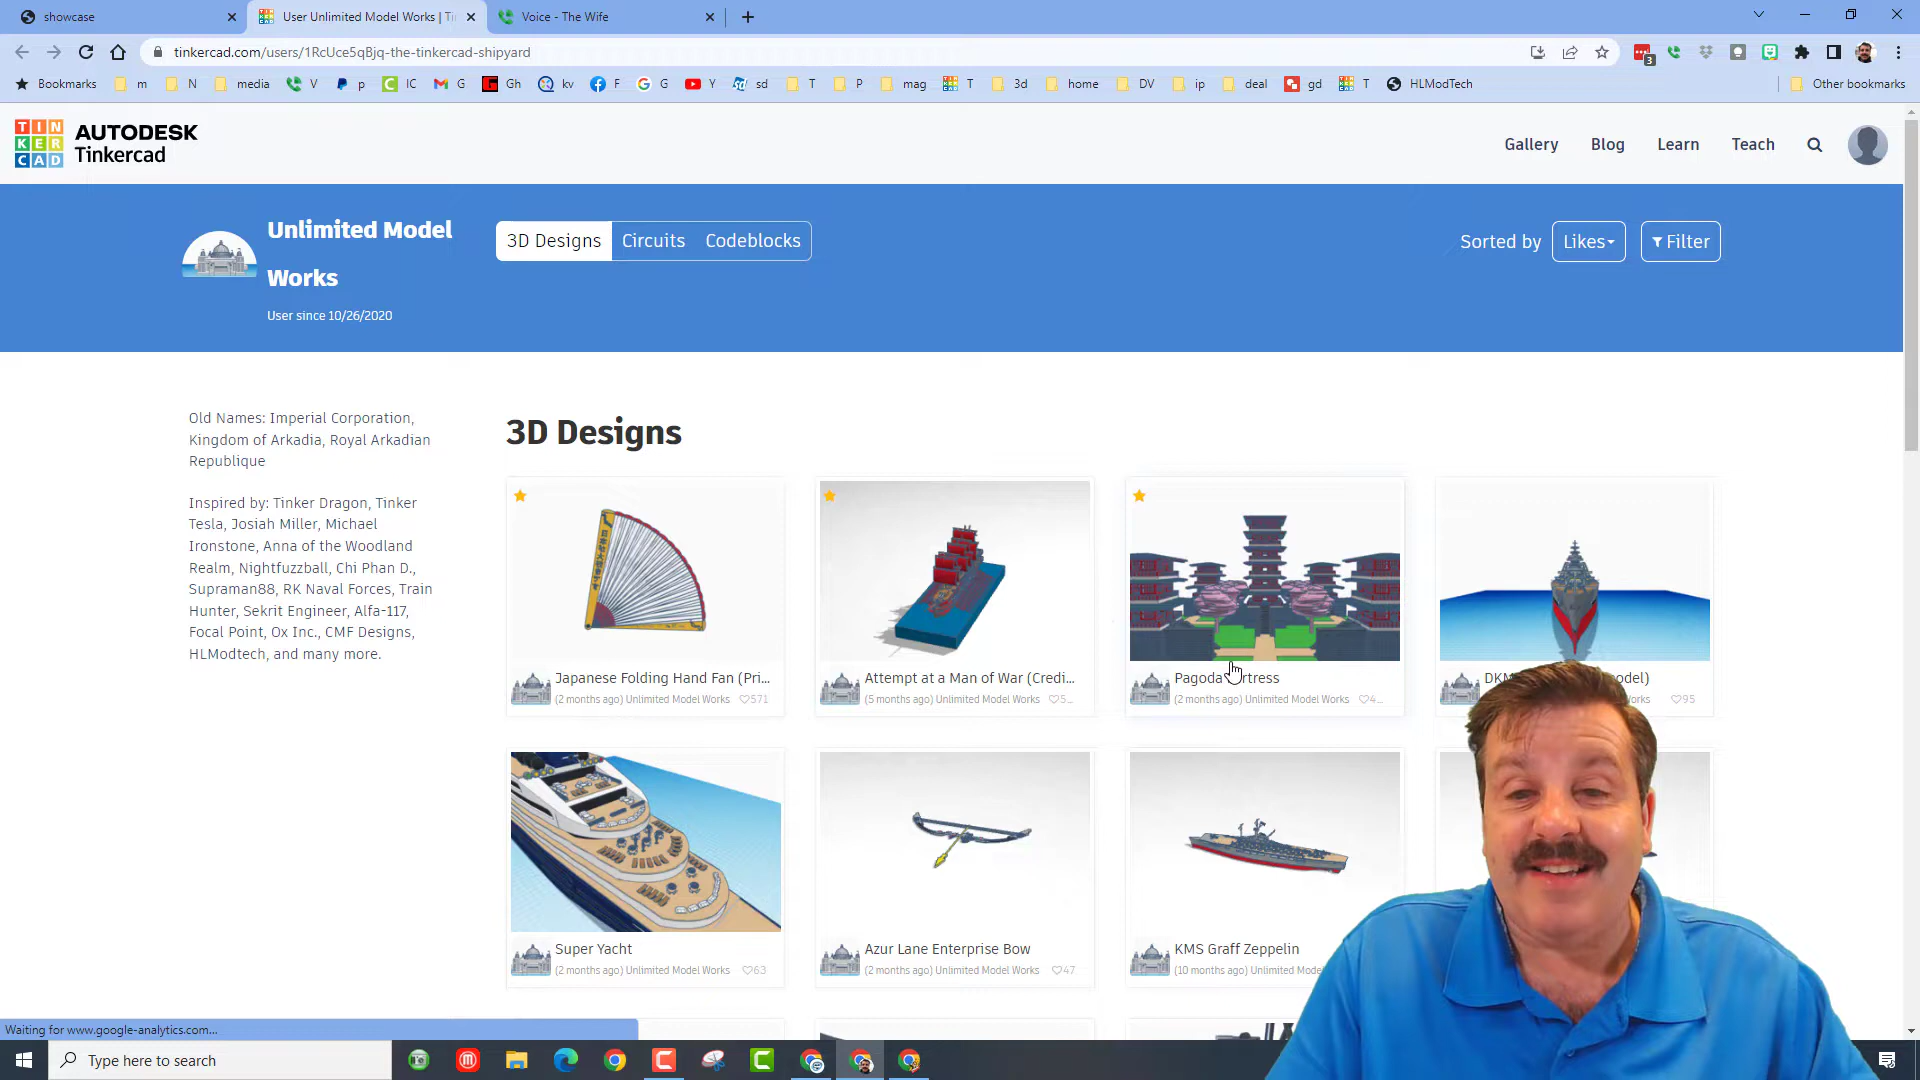 showcase
User Unlimited Model Works | Ti
Voice - The Wife
tinkercad.com/users/1RcUce5qBjq-the-tinkercad-shipyard
3
Bookmarks m N media V p IC G Gh kv F G Y sd T P mag T 3d home DV ip deal gd T HLModTech Other bookmarks
TIN
KER
CAD
AUTODESK
Tinkercad
Gallery Blog Learn Teach
Unlimited Model
Works
User since 10/26/2020
3D Designs Circuits Codeblocks
Sorted by Likes Filter
Old Names: Imperial Corporation,
Kingdom of Arkadia, Royal Arkadian
Republique
Inspired by: Tinker Dragon, Tinker
Tesla, Josiah Miller, Michael
Ironstone, Anna of the Woodland
Realm, Nightfuzzball, Chi Phan D.,
Supraman88, RK Naval Forces, Train
Hunter, Sekrit Engineer, Alfa-117,
Focal Point, Ox Inc., CMF Designs,
HLModtech, and many more.
3D Designs
Japanese Folding Hand Fan (Pri...
(2 months ago) Unlimited Model Works 571
Attempt at a Man of War (Credi...
(5 months ago) Unlimited Model Works 5...
Pagoda
(2 months ago) Unlimited Model Works 4...
95
Super Yacht
(2 months ago) Unlimited Model Works 63
Azur Lane Enterprise Bow
(2 months ago) Unlimited Model Works 47
KMS Graff Zeppelin
(10 months ago) Unlimited Mode
Waiting for www.google-analytics.com...
Type here to search